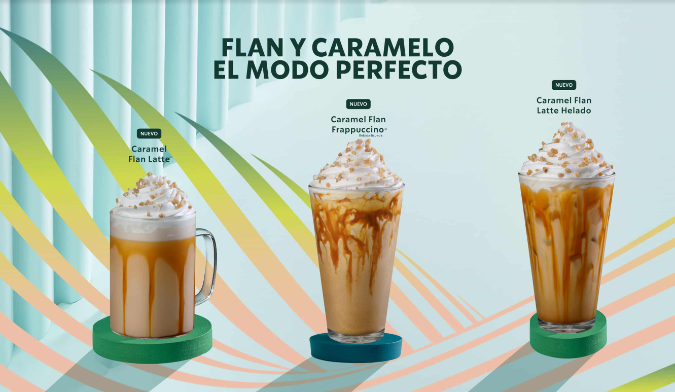 FLAN Y CARAMELO
EL MODO PERFECTO
NUEVO
Caramel
Flan Latte
NUEVO
Caramel Flan
Frappuccino
NUEVO
Caramel Flan
Latte Helado